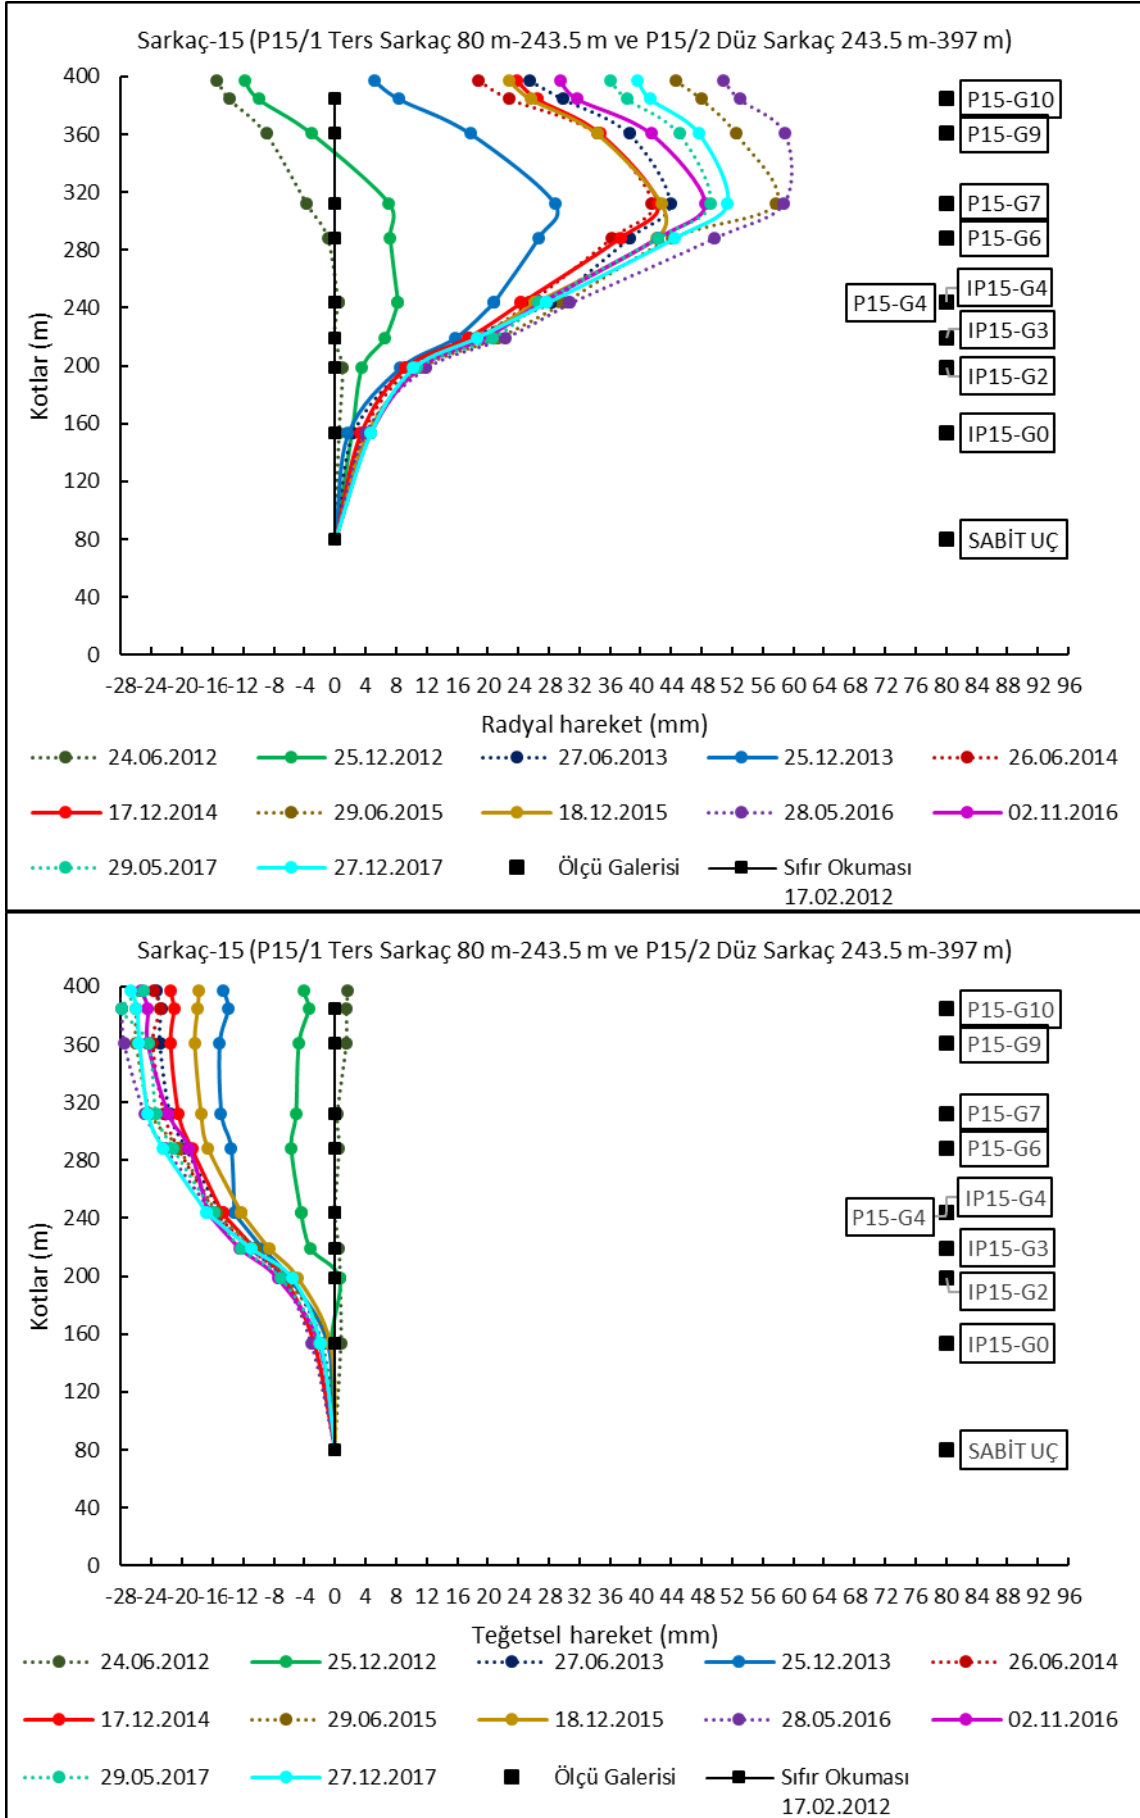 Sarkaç-15 (P15/1 Ters Sarkaç 80 m-243.5 m ve P15/2 Düz Sarkaç 243.5 m-397 m)
400
360
320
280
240
200
160
120
80
40
0
Kotlar (m)
P15-G10
P15-G9
P15-G7
P15-G6
IP15-G4
P15-G4
IP15-G3
IP15-G2
IP15-G0
SABİT UÇ
-28 -24 -20 -16 -12 -8 -4 0 4 8 12 16 20 24 28 32 36 40 44 48 52 56 60 64 68 72 76 80 84 88 92 96
Radyal hareket (mm)
24.06.2012 25.12.2012 27.06.2013 25.12.2013 26.06.2014
17.12.2014 29.06.2015 18.12.2015 28.05.2016 02.11.2016
29.05.2017 27.12.2017 Ölçü Galerisi Sıfır Okuması
17.02.2012
Sarkaç-15 (P15/1 Ters Sarkaç 80 m-243.5 m ve P15/2 Düz Sarkaç 243.5 m-397 m)
400
360
320
280
240
200
160
120
80
40
0
Kotlar (m)
P15-G10
P15-G9
P15-G7
P15-G6
IP15-G4
P15-G4
IP15-G3
IP15-G2
IP15-G0
SABİT UÇ
-28 -24 -20 -16 -12 -8 -4 0 4 8 12 16 20 24 28 32 36 40 44 48 52 56 60 64 68 72 76 80 84 88 92 96
Teğetsel hareket (mm)
24.06.2012 25.12.2012 27.06.2013 25.12.2013 26.06.2014
17.12.2014 29.06.2015 18.12.2015 28.05.2016 02.11.2016
29.05.2017 27.12.2017 Ölçü Galerisi Sıfır Okuması
17.02.2012